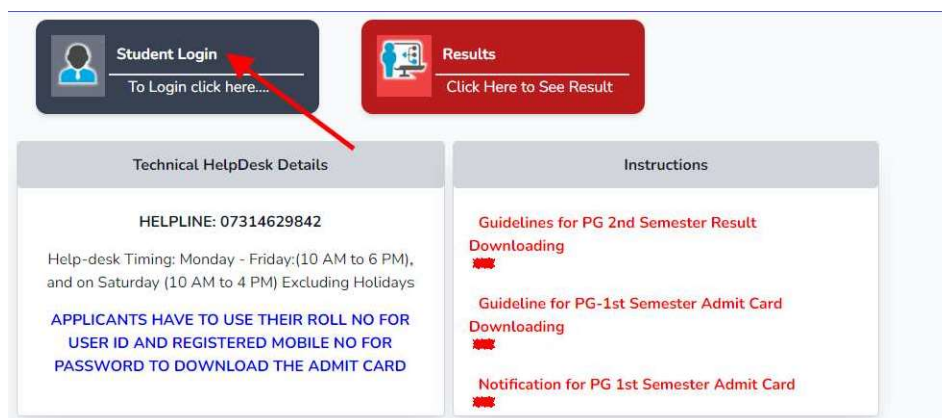 Student Login
To Login click here....
Results
Click Here to See Result
Technical HelpDesk Details
HELPLINE: 07314629842
Help-desk Timing: Monday - Friday:(10 AM to 6 PM),
and on Saturday (10 AM to 4 PM) Excluding Holidays
APPLICANTS HAVE TO USE THEIR ROLL NO FOR
USER ID AND REGISTERED MOBILE NO FOR
PASSWORD TO DOWNLOAD THE ADMIT CARD
Instructions
Guidelines for PG 2nd Semester Result
Downloading
Guideline for PG-1st Semester Admit Card
Downloading
Notification for PG 1st Semester Admit Card